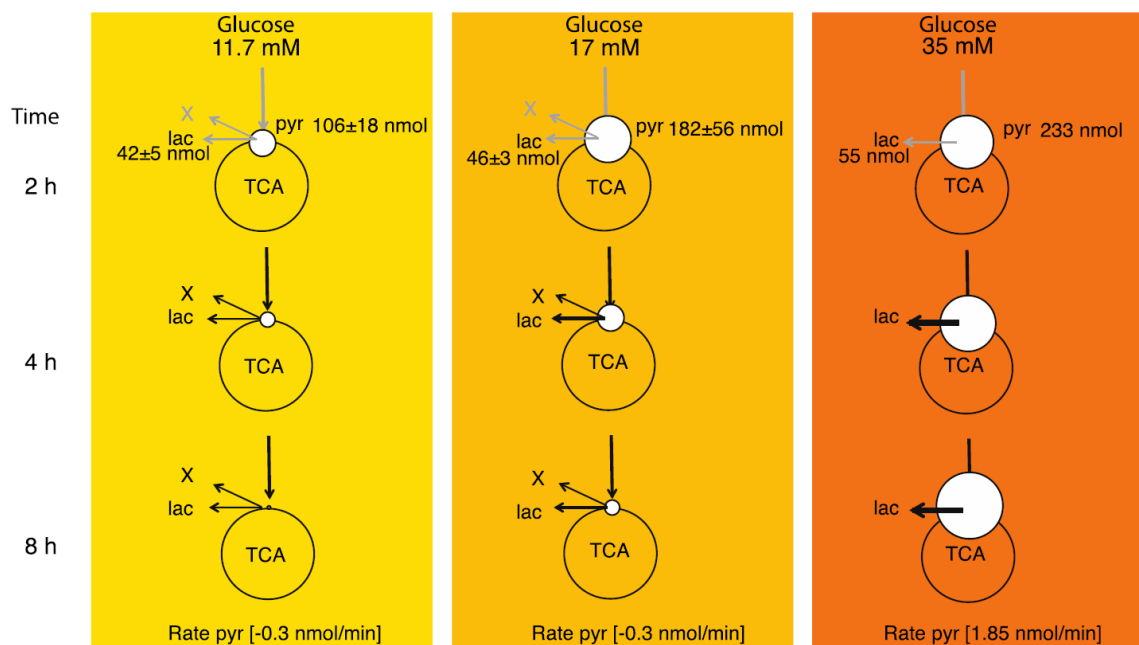 Glucose
11.7 mM
Glucose
17 mM
Glucose
35 mM
Time
X
pyr 106±18 nmol
lac
42±5 nmol
TCA
X
pyr 182±56 nmol
lac
46±3 nmol
TCA
pyr 233 nmol
lac
55 nmol
TCA
2 h
X
lac
TCA
X
lac
TCA
lac
TCA
4 h
X
lac
TCA
X
lac
TCA
lac
TCA
8 h
Rate pyr [-0.3 nmol/min]
Rate pyr [-0.3 nmol/min]
Rate pyr [1.85 nmol/min]